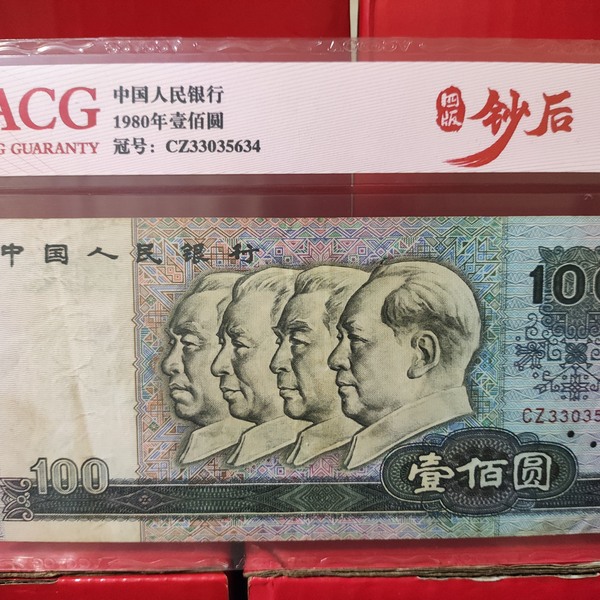 ACG
G GUARANTY
中国人民银行
1980年壹佰圆
冠号：CZ33035634
四版
钞后
中国人民银行
100
CZ33035
100
壹佰圆